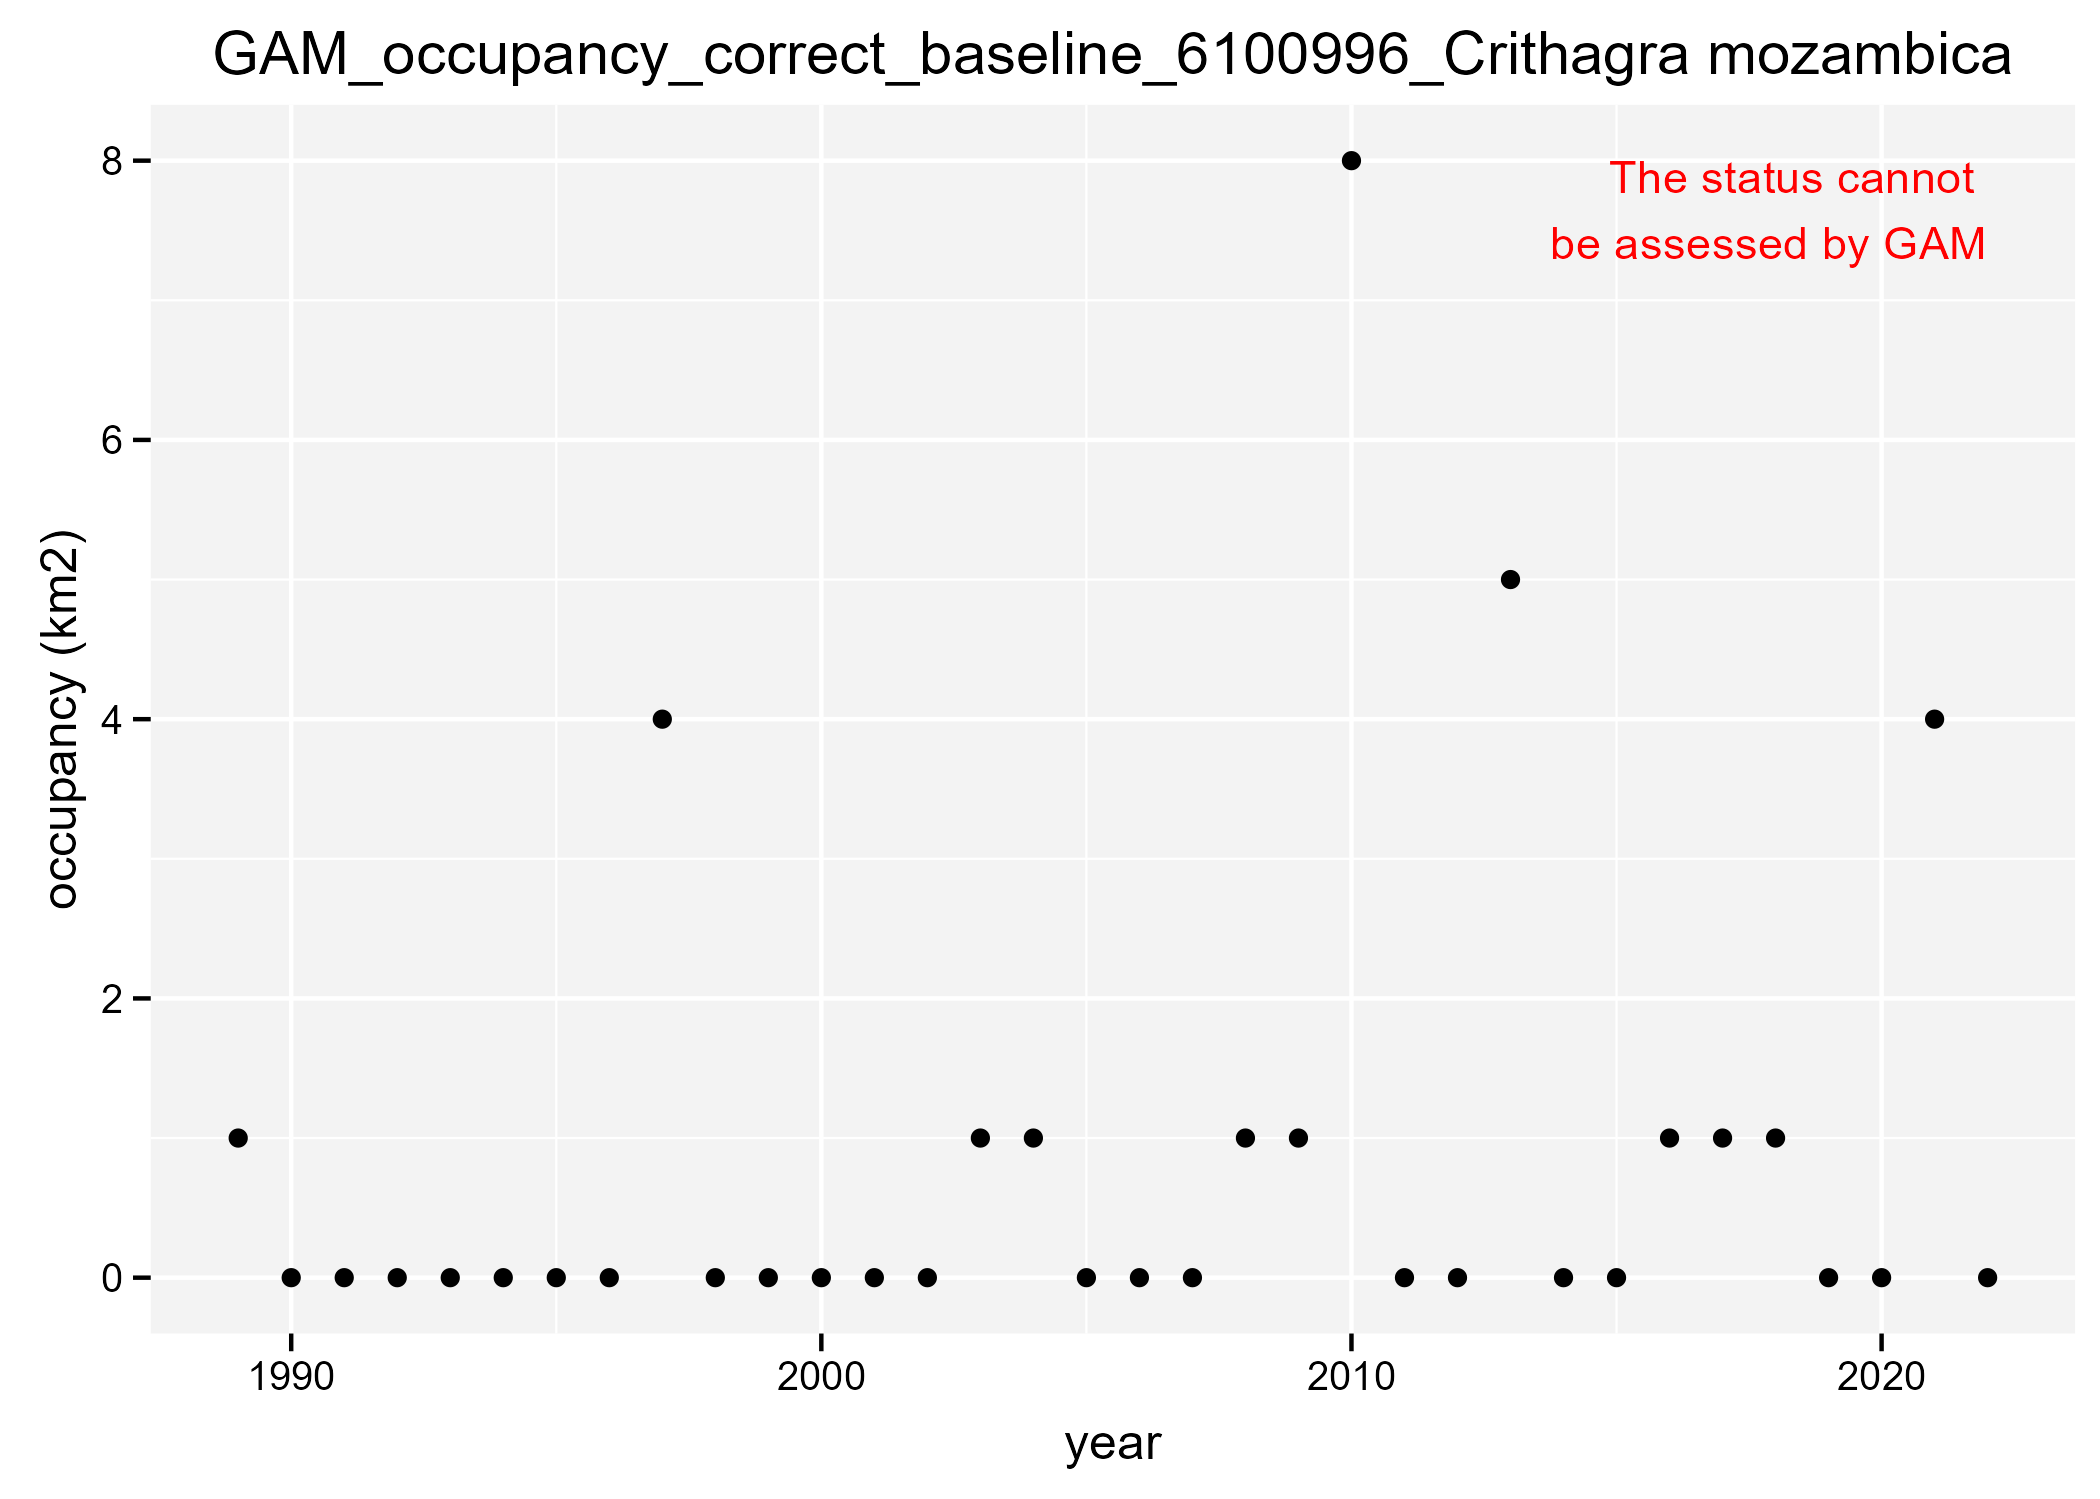 GAM_occupancy_correct_baseline_6100996_Crithagra mozambica
The status cannot
be assessed by GAM
8
6
4
2
0
occupancy (km2)
1990 2000 2010 2020
year